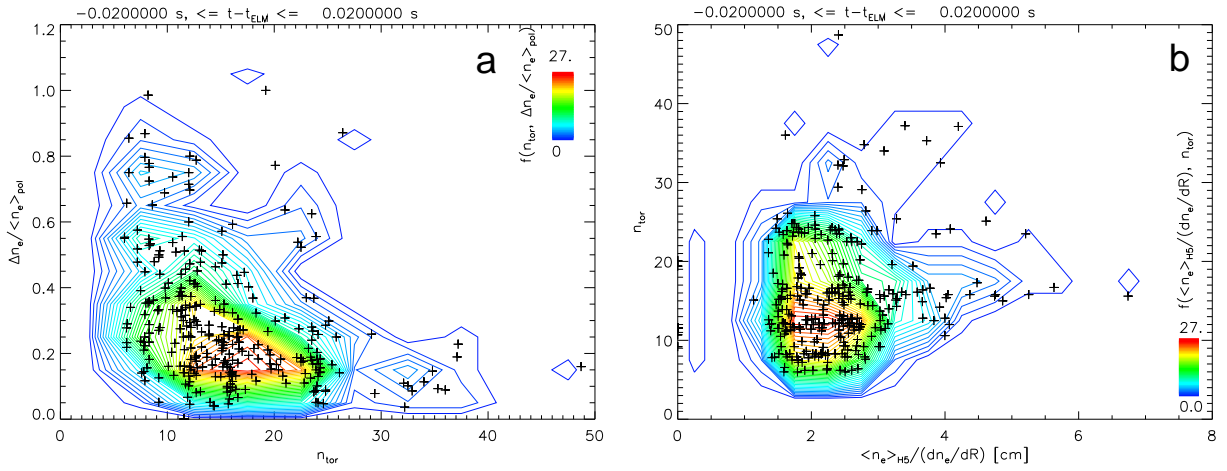 -0.0200000 s, <= t-t_ELM <= 0.0200000 s
a
27.
f(n_tor, Δn_e/<n_e>_pol)
0
Δn_e/<n_e>_pol
1.2
1.0
0.8
0.6
0.4
0.2
0.0
0 10 20 30 40 50
n_tor
-0.0200000 s, <= t-t_ELM <= 0.0200000 s
b
n_tor
50
40
30
20
10
0
27.
f(<n_e>_H5/(dn_e/dR), n_tor)
0.0
0 2 4 6 8
<n_e>_H5/(dn_e/dR) [cm]